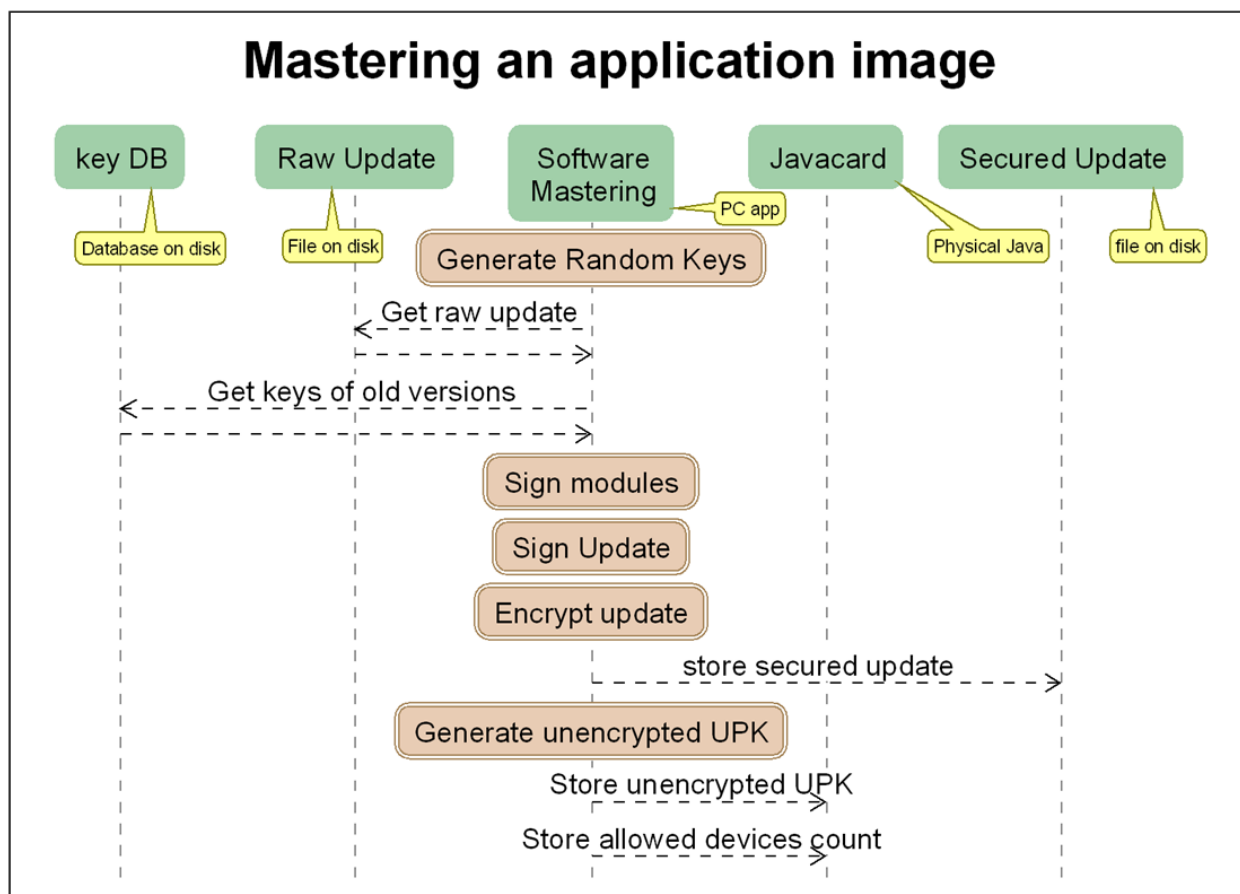 Mastering an application image
key DB
Raw Update
Software
Mastering
Javacard
Secured Update
Database on disk
File on disk
PC app
Physical Java
file on disk
Generate Random Keys
Get raw update
Get keys of old versions
Sign modules
Sign Update
Encrypt update
store secured update
Generate unencrypted UPK
Store unencrypted UPK
Store allowed devices count